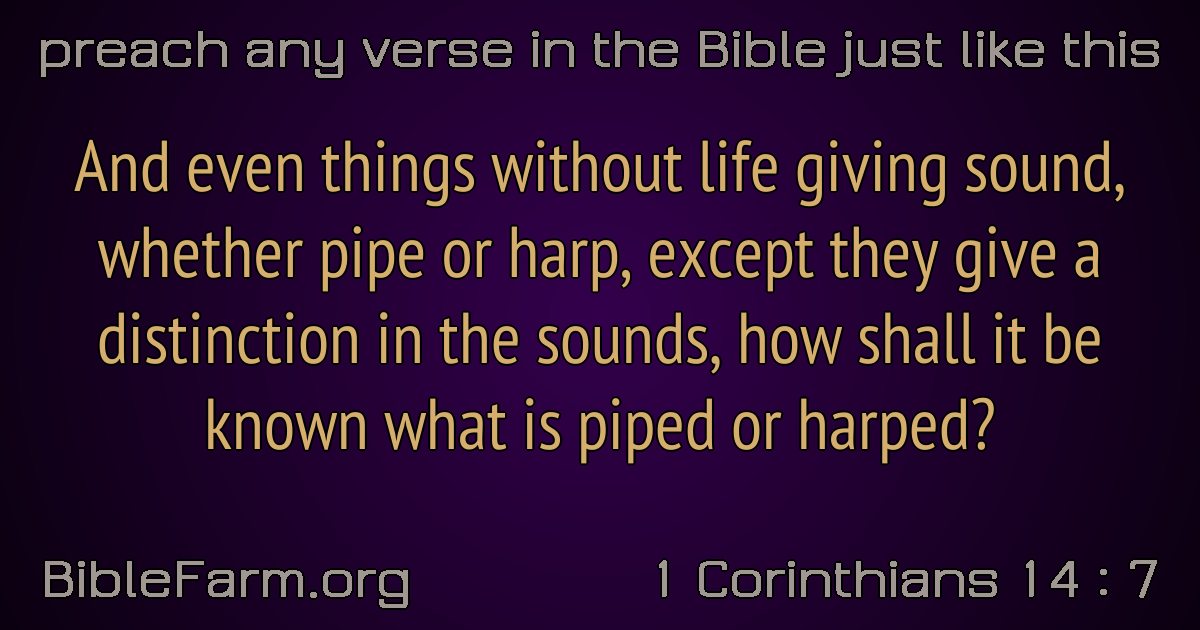 preach any verse in the Bible just like this
And even things without life giving sound,
whether pipe or harp, except they give a
distinction in the sounds, how shall it be
known what is piped or harped?
BibleFarm.org
1 Corinthians 14 : 7